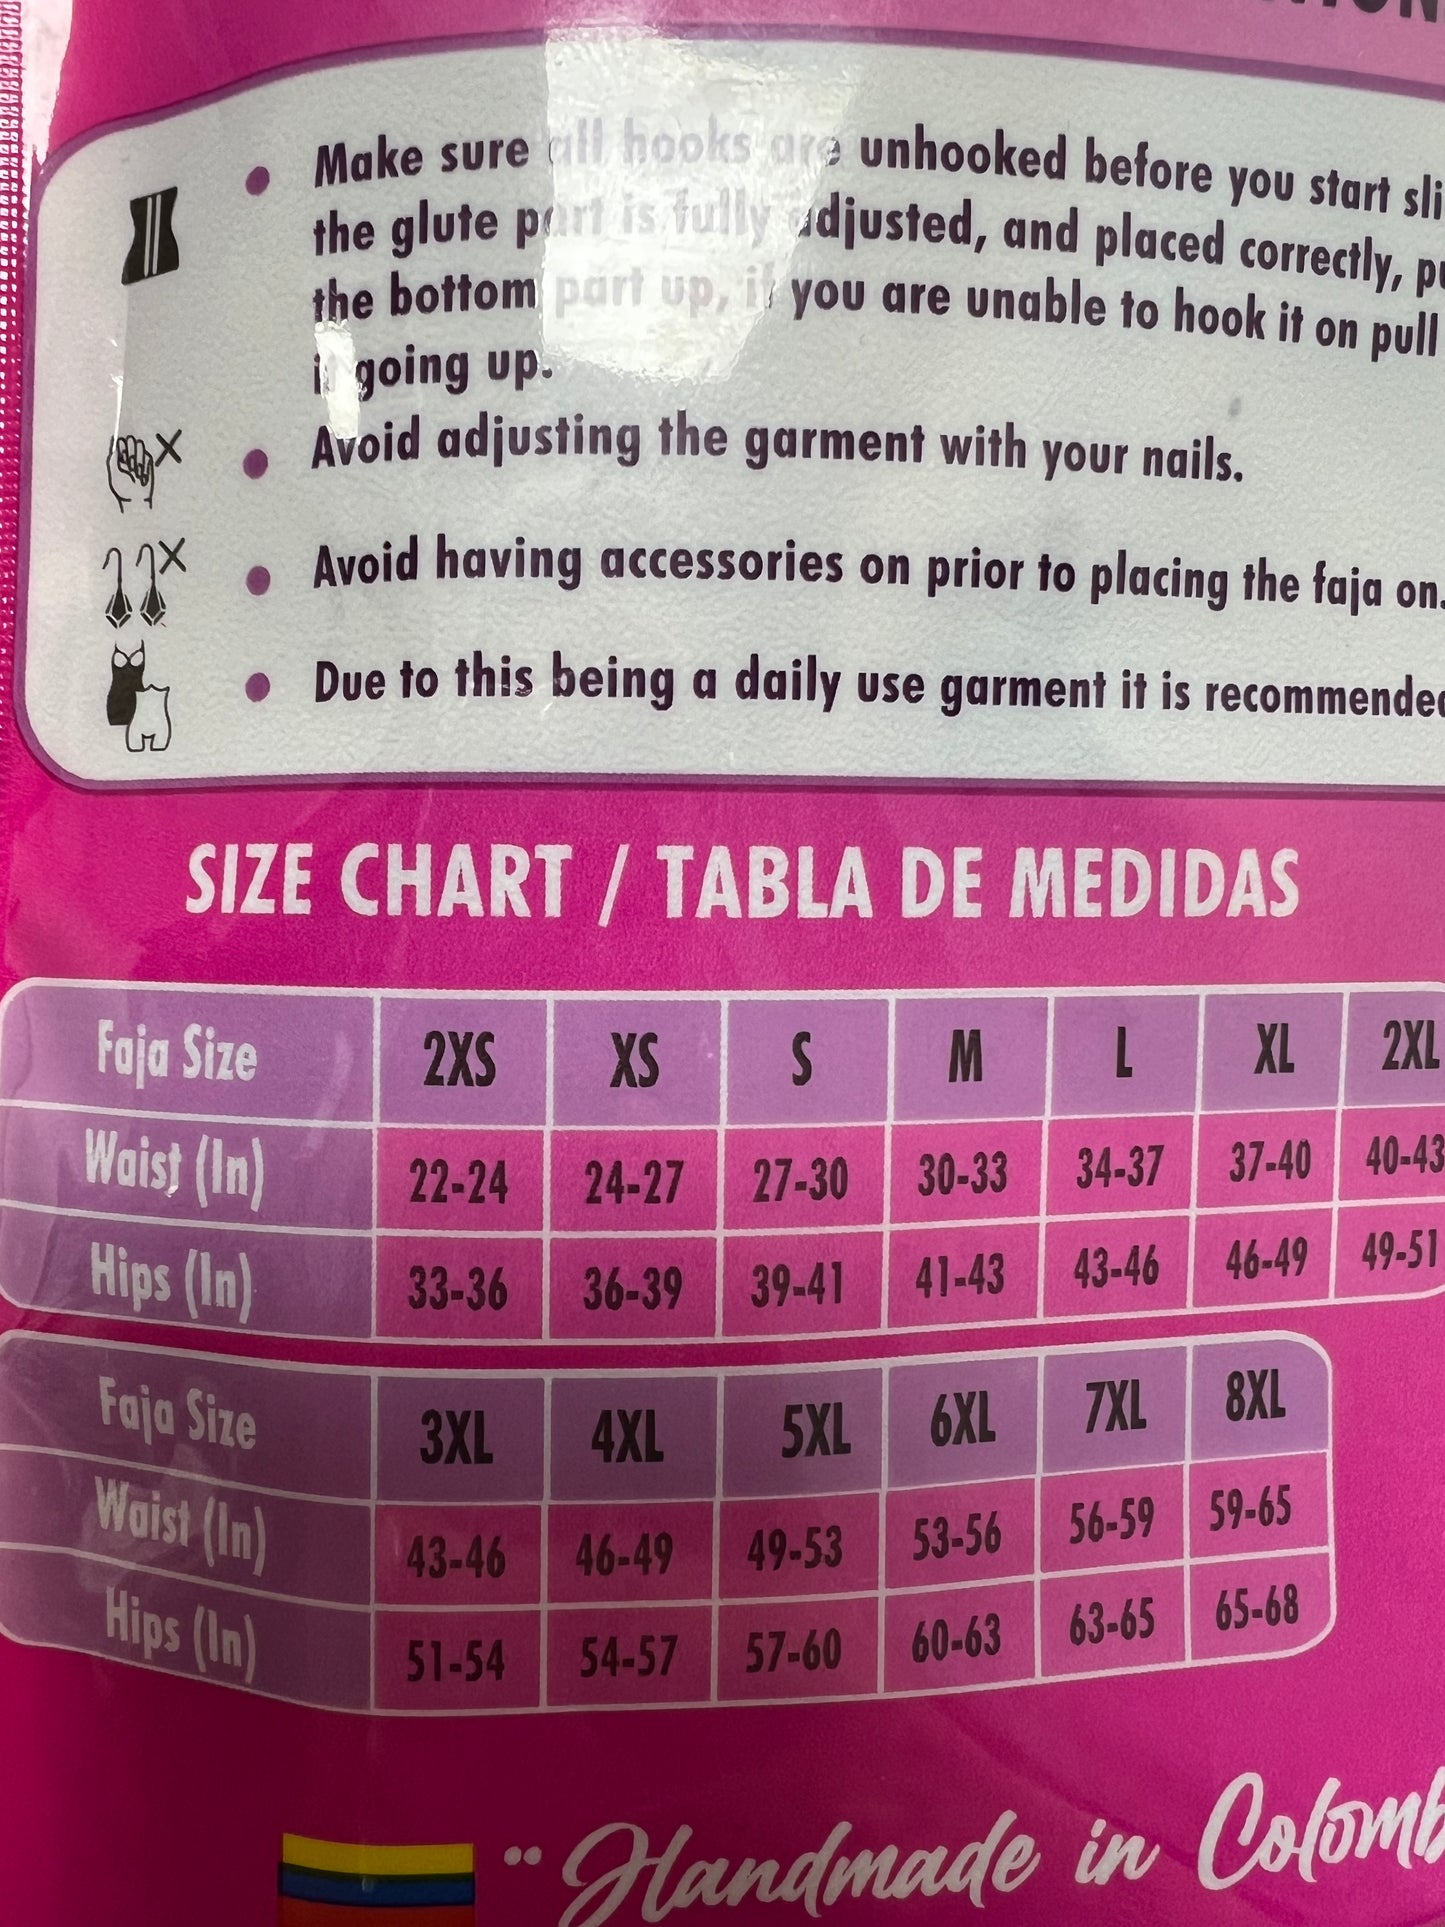 Make sure all hooks are unhooked before you start
the glute part is fully adjusted, and placed correctly,
the bottom part up, if you are unable to hook it on pull
going up.
Avoid adjusting the garment with your nails.
Avoid having accessories on prior to placing the faja on.
Due to this being a daily use garment it is
SIZE CHART / TABLA DE MEDIDAS
Faja Size 2XS XS S M L XL 2XL
Waist (In) 22-24 24-27 27-30 30-33 34-37 37-40 40-43
Hips (In) 33-36 36-39 39-41 41-43 43-46 46-49 49-51
Faja Size 3XL 4XL 5XL 6XL 7XL 8XL
Waist (In) 43-46 46-49 49-53 53-56 56-59 59-65
Hips (In) 51-54 54-57 57-60 60-63 63-65 65-68
"Handmade in